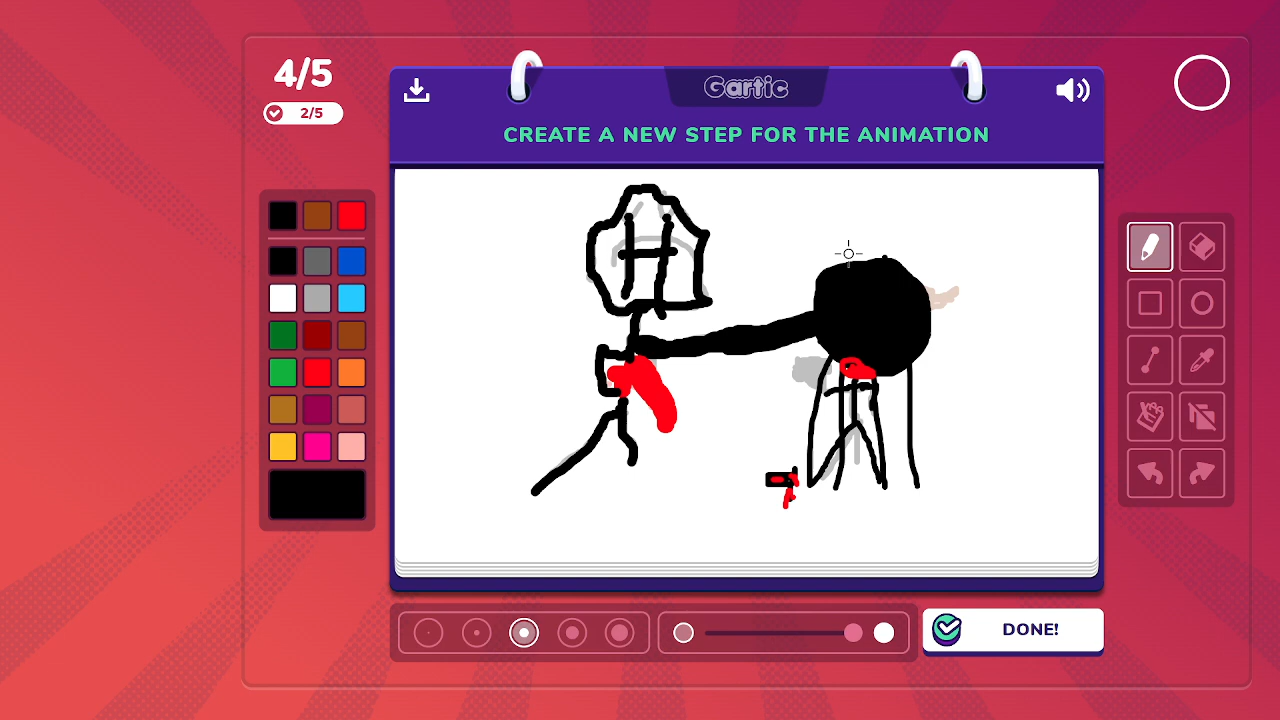 4/5
2/5
Gartic
CREATE A NEW STEP FOR THE ANIMATION
H
DONE!